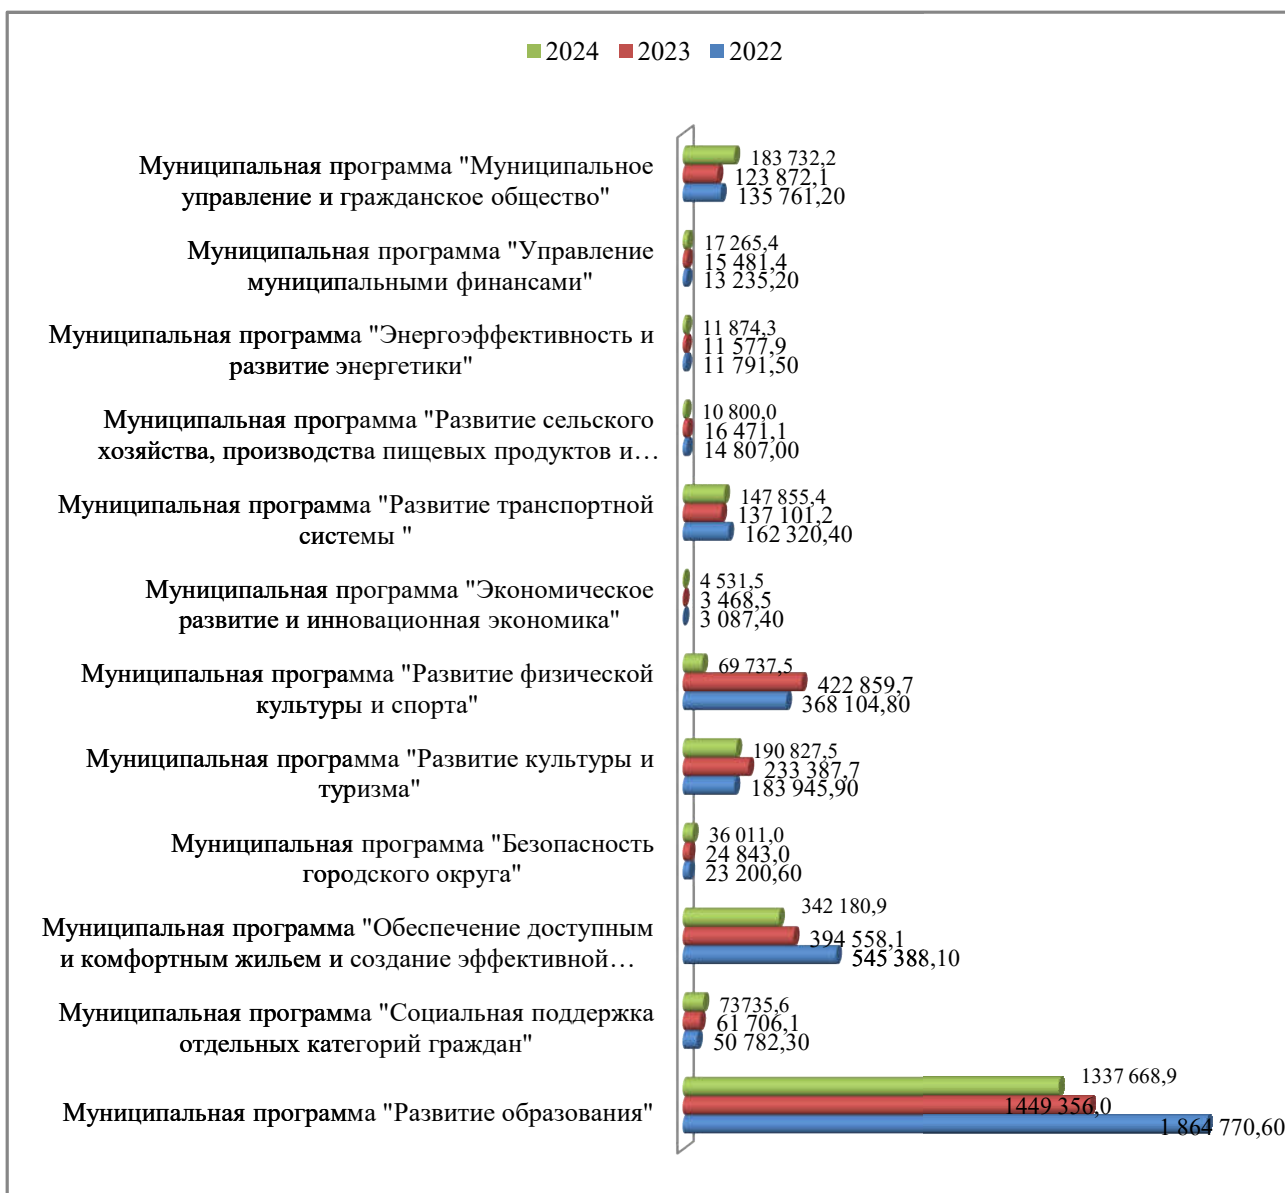 2024 2023 2022
Муниципальная программа "Муниципальное
управление и гражданское общество"
183 732,2
123 872,1
135 761,20
Муниципальная программа "Управление
муниципальными финансами"
17 265,4
15 481,4
13 235,20
Муниципальная программа "Энергоэффективность и
развитие энергетики"
11 874,3
11 577,9
11 791,50
Муниципальная программа "Развитие сельского
хозяйства, производства пищевых продуктов и…
10 800,0
16 471,1
14 807,00
Муниципальная программа "Развитие транспортной
системы "
147 855,4
137 101,2
162 320,40
Муниципальная программа "Экономическое
развитие и инновационная экономика"
4 531,5
3 468,5
3 087,40
Муниципальная программа "Развитие физической
культуры и спорта"
69 737,5
422 859,7
368 104,80
Муниципальная программа "Развитие культуры и
туризма"
190 827,5
233 387,7
183 945,90
Муниципальная программа "Безопасность
городского округа"
36 011,0
24 843,0
23 200,60
Муниципальная программа "Обеспечение доступным
и комфортным жильем и создание эффективной…
342 180,9
394 558,1
545 388,10
Муниципальная программа "Социальная поддержка
отдельных категорий граждан"
73735,6
61 706,1
50 782,30
Муниципальная программа "Развитие образования"
1337 668,9
1449 356,0
1 864 770,60